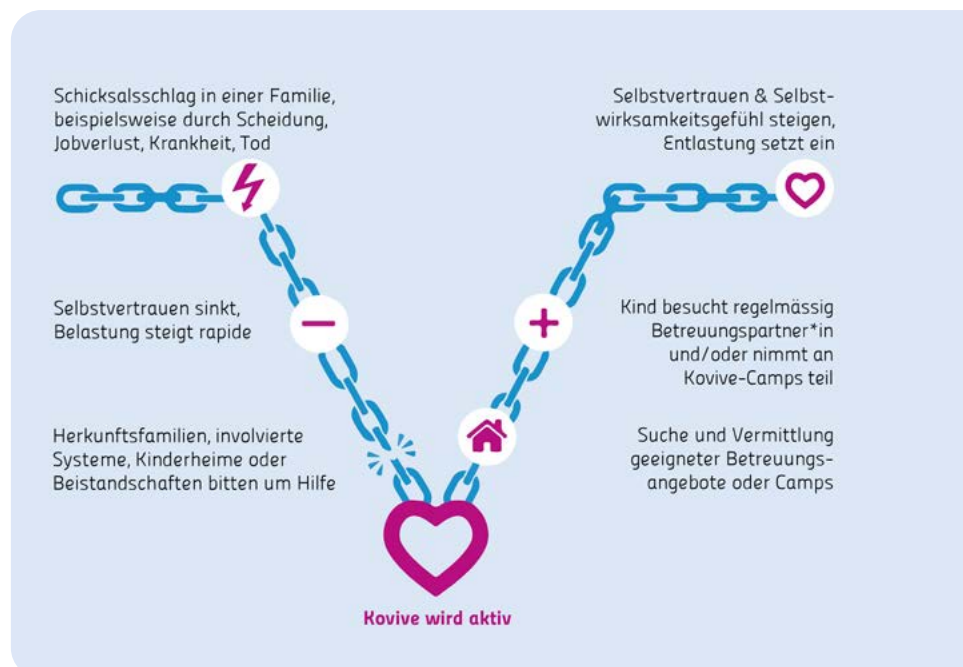 Schicksalsschlag in einer Familie,
beispielsweise durch Scheidung,
Jobverlust, Krankheit, Tod
Selbstvertrauen sinkt,
Belastung steigt rapide
Herkunftsfamilien, involvierte
Systeme, Kinderheime oder
Beistandschaften bitten um Hilfe
Kovive wird aktiv
Suche und Vermittlung
geeigneter Betreuungs-
angebote oder Camps
Kind besucht regelmässig
Betreuungspartner*in
und/oder nimmt an
Kovive-Camps teil
Selbstvertrauen & Selbst-
wirksamkeitsgefühl steigen,
Entlastung setzt ein